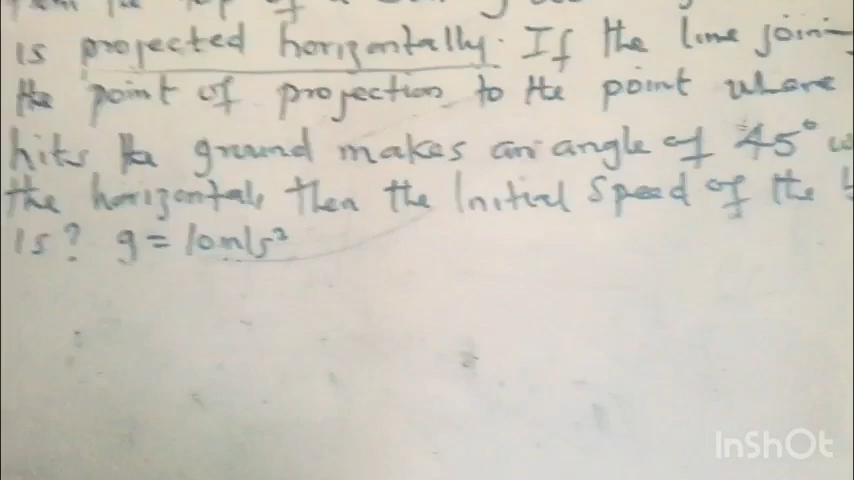 is projected horizontally. If the line join
the point of projection to the point where
hits the ground makes an angle of 45°
the horizontal, then the Initial Speed of the
is? g = 10m/s²
InShOt